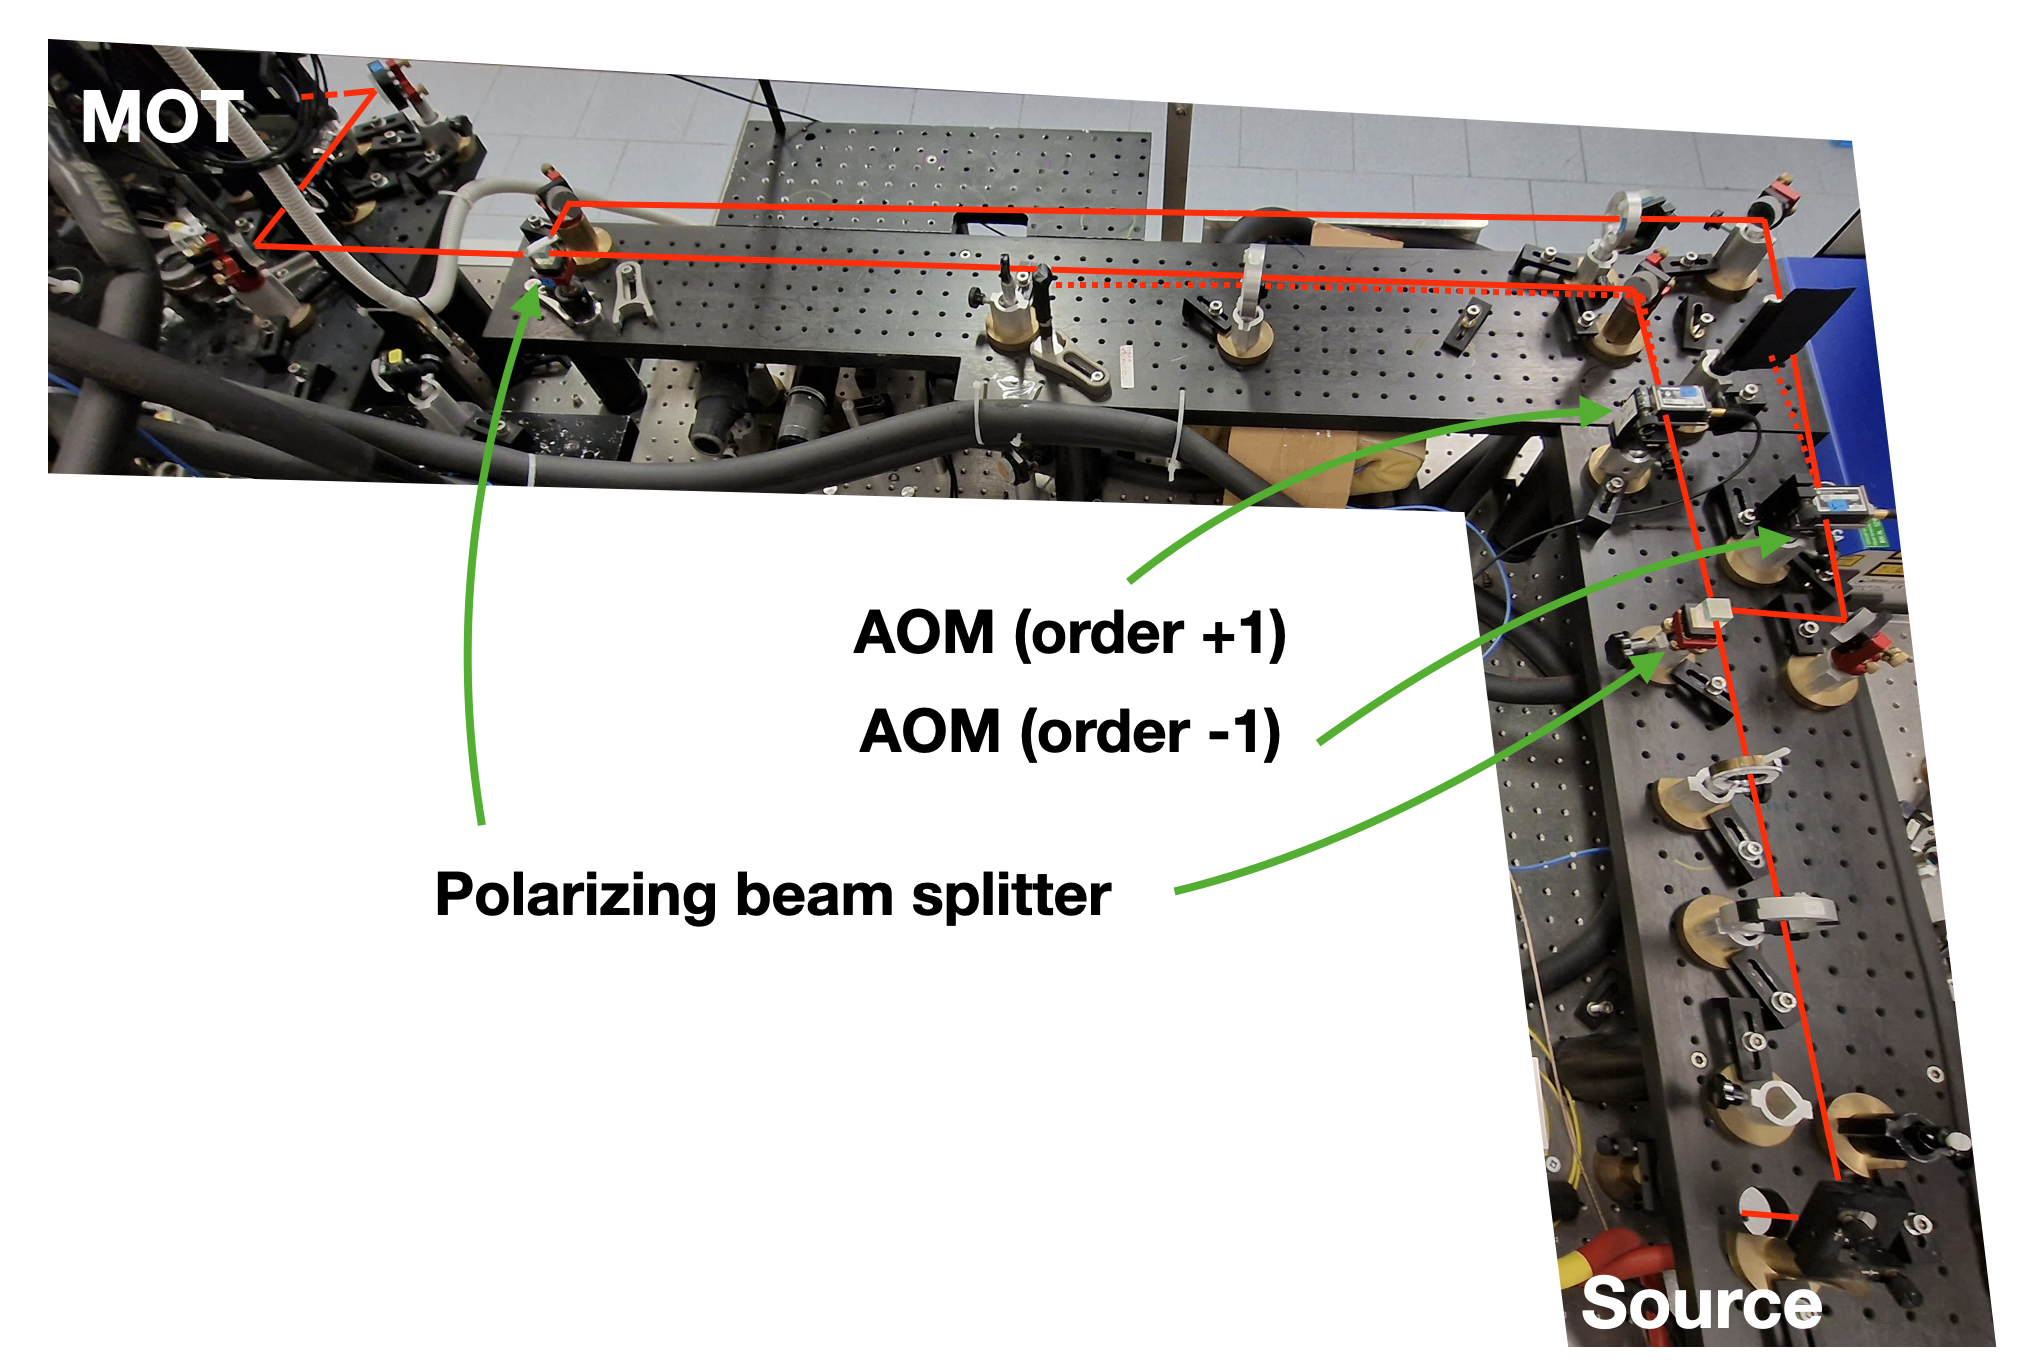 MOT
AOM (order +1)
AOM (order -1)
Polarizing beam splitter
Source